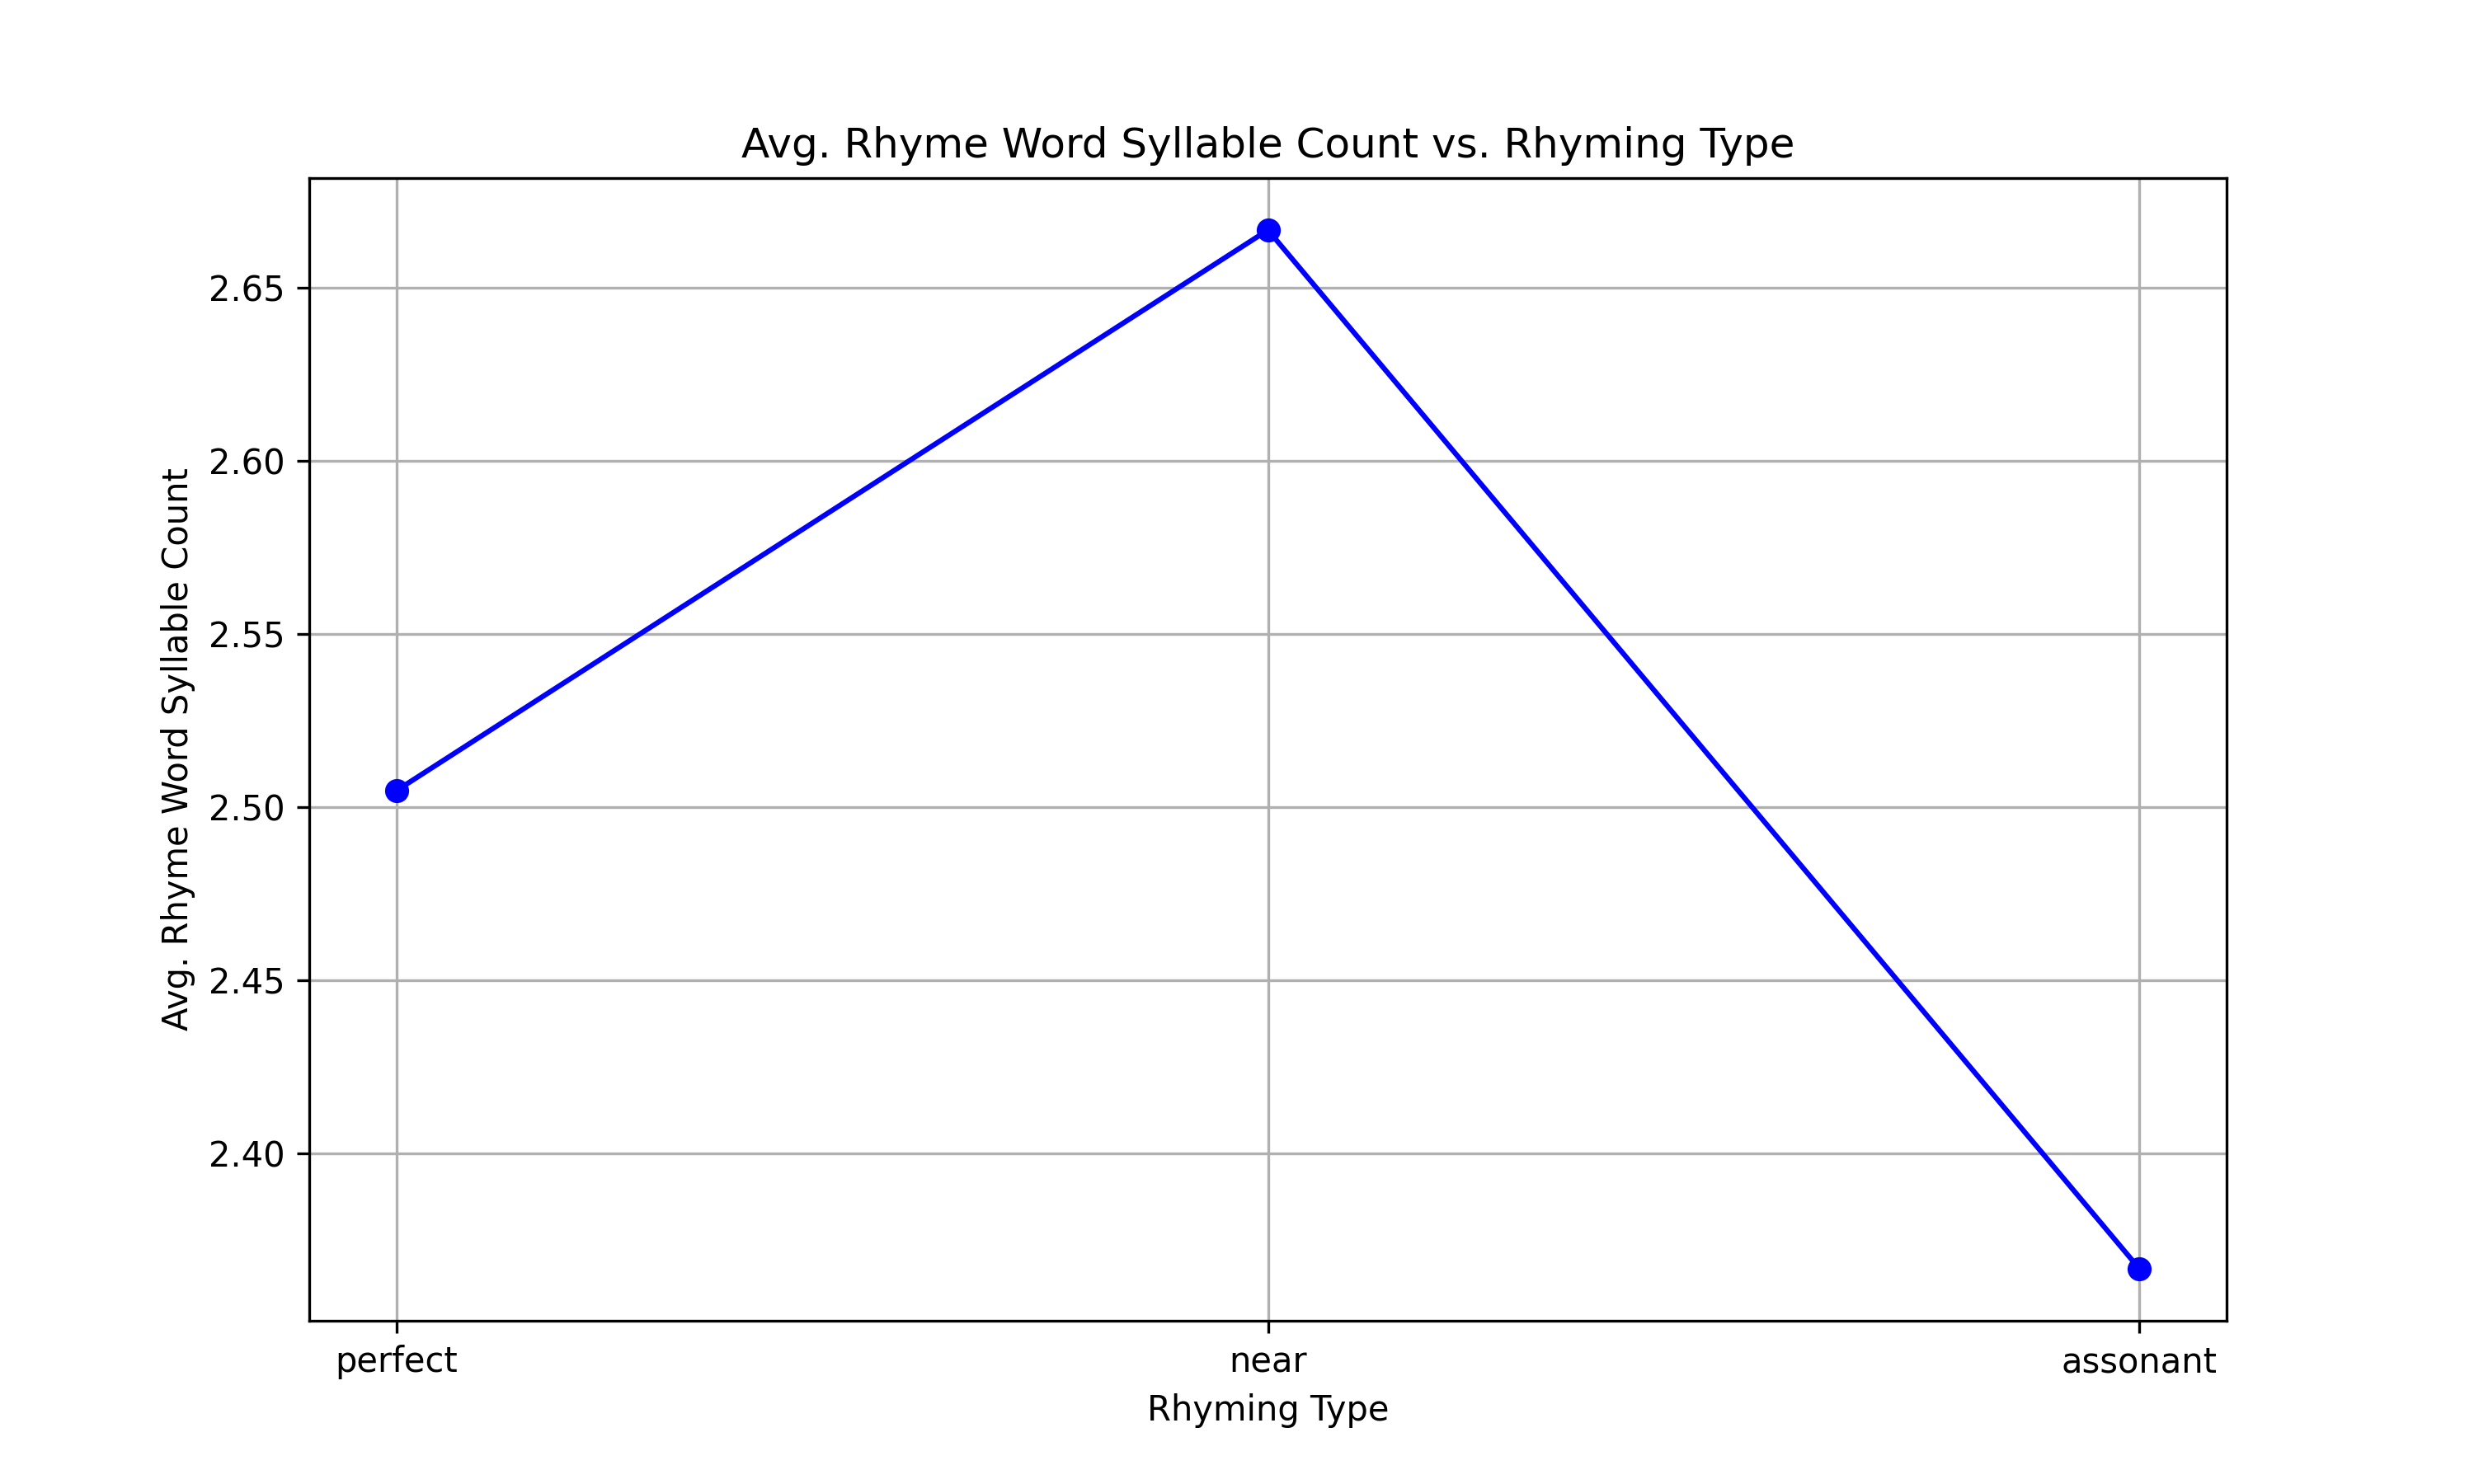 Avg. Rhyme Word Syllable Count vs. Rhyming Type
Avg. Rhyme Word Syllable Count
2.65
2.60
2.55
2.50
2.45
2.40
perfect near assonant
Rhyming Type